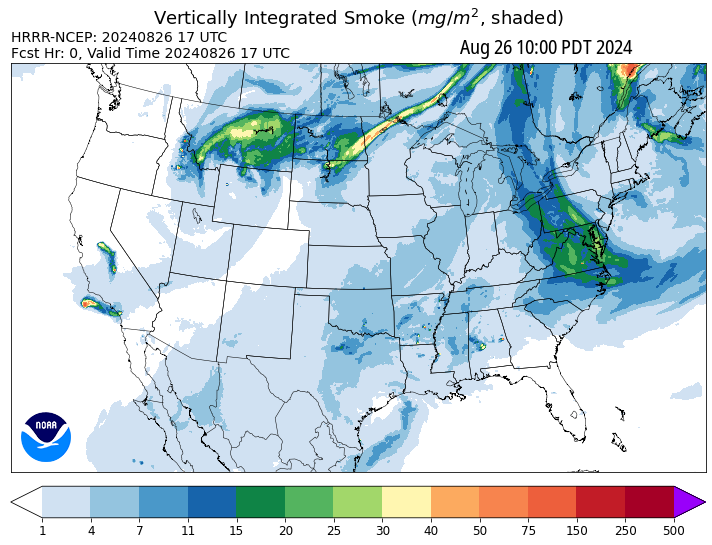 Vertically Integrated Smoke (mg/m², shaded)
HRRR-NCEP: 20240826 17 UTC
Fcst Hr: 0, Valid Time 20240826 17 UTC
Aug 26 10:00 PDT 2024
NOAA
1 4 7 11 15 20 25 30 40 50 75 150 250 500